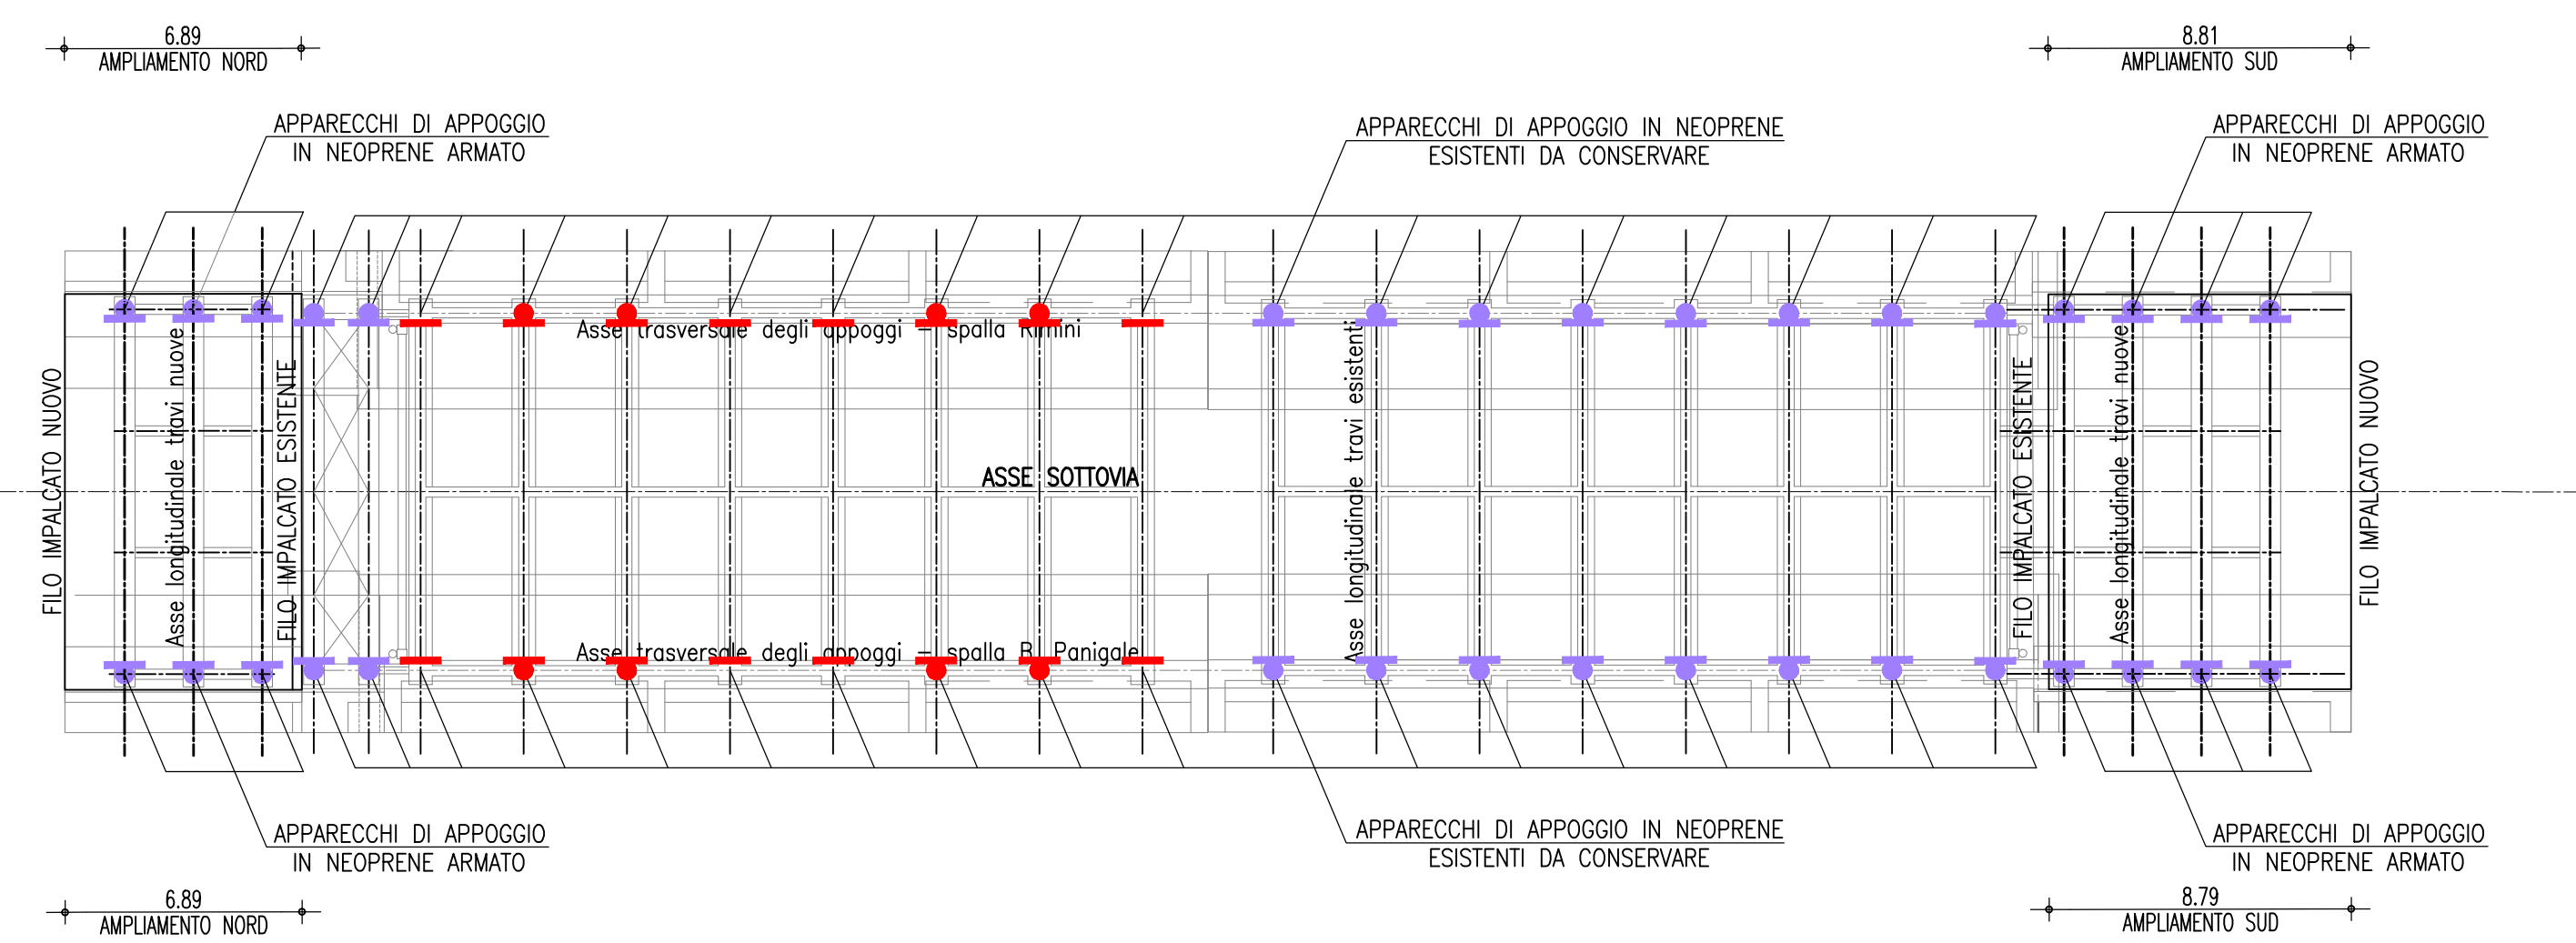 6.89
AMPLIAMENTO NORD
8.81
AMPLIAMENTO SUD
APPARECCHI DI APPOGGIO
IN NEOPRENE ARMATO
APPARECCHI DI APPOGGIO IN NEOPRENE
ESISTENTI DA CONSERVARE
APPARECCHI DI APPOGGIO
IN NEOPRENE ARMATO
Asse trasversale degli appoggi – spalla Rimini
FILO IMPALCATO NUOVO
Asse longitudinale travi nuove
FILO IMPALCATO ESISTENTE
ASSE SOTTOVIA
Asse longitudinale travi esistenti
FILO IMPALCATO ESISTENTE
Asse longitudinale travi nuove
FILO IMPALCATO NUOVO
Asse trasversale degli appoggi – spalla B. Panigale
APPARECCHI DI APPOGGIO
IN NEOPRENE ARMATO
APPARECCHI DI APPOGGIO IN NEOPRENE
ESISTENTI DA CONSERVARE
APPARECCHI DI APPOGGIO
IN NEOPRENE ARMATO
6.89
AMPLIAMENTO NORD
8.79
AMPLIAMENTO SUD